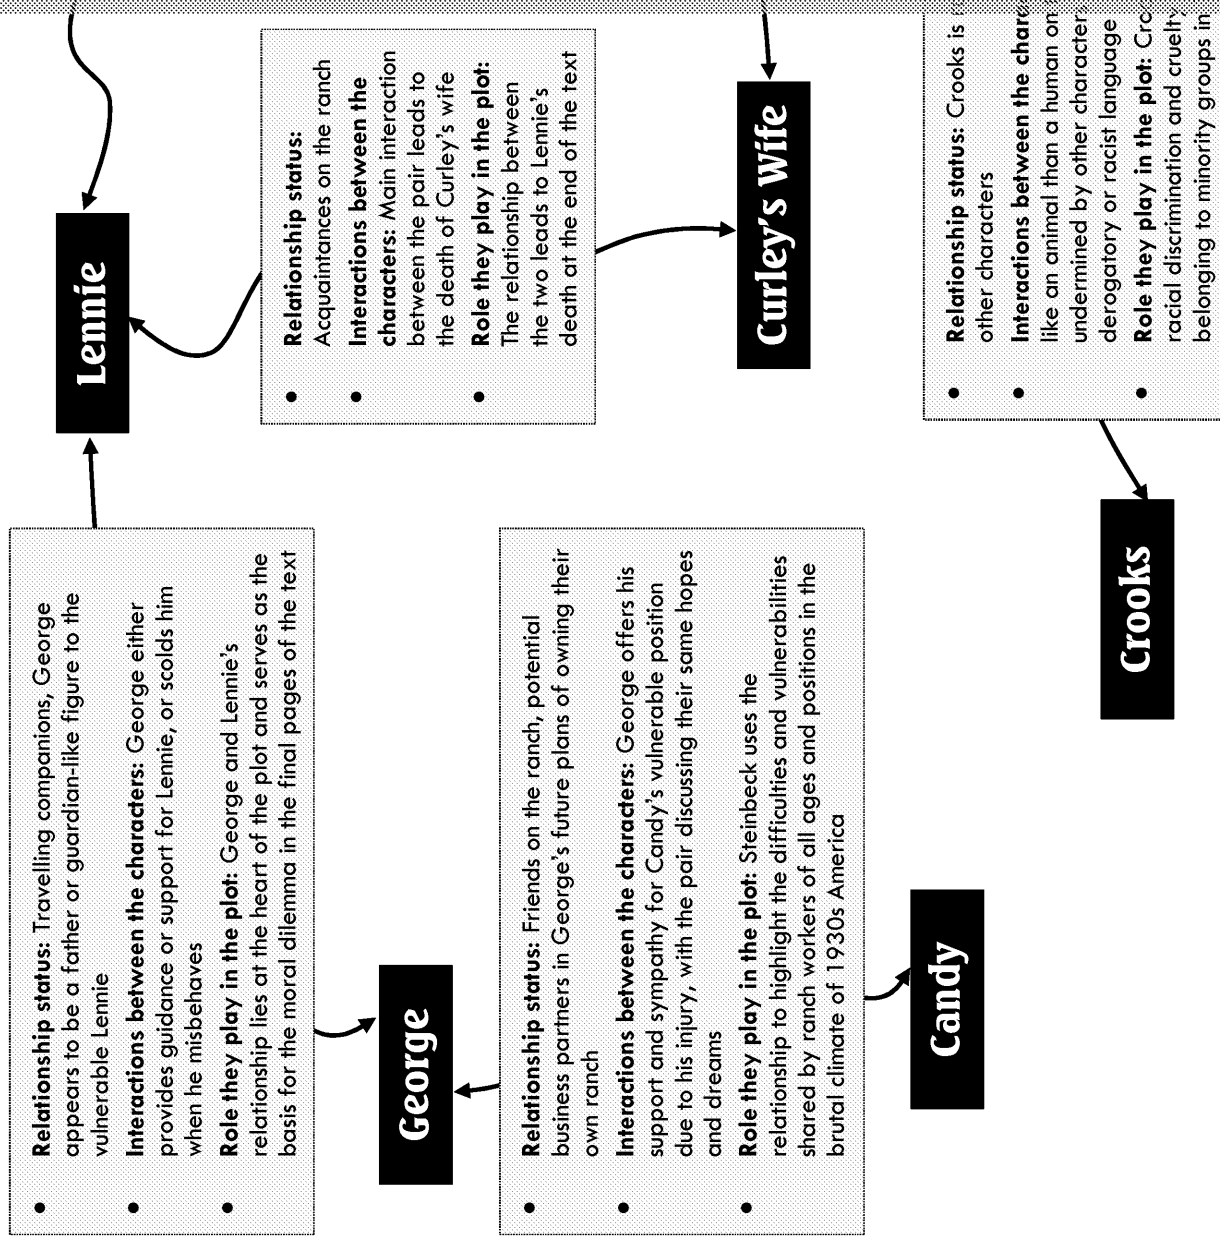 Relationship status: Travelling companions, George
appears to be a father or guardian-like figure to the
vulnerable Lennie
Interactions between the characters: George either
provides guidance or support for Lennie, or scolds him
when he misbehaves
Role they play in the plot: George and Lennie's
relationship lies at the heart of the plot and serves as the
basis for the moral dilemma in the final pages of the text
Lennie
George
Relationship status:
Acquaintances on the ranch
Interactions between the
characters: Main interaction
between the pair leads to
the death of Curley's wife
Role they play in the plot:
The relationship between
the two leads to Lennie's
death at the end of the text
Relationship status: Friends on the ranch, potential
business partners in George's future plans of owning their
own ranch
Interactions between the characters: George offers his
support and sympathy for Candy's vulnerable position
due to his injury, with the pair discussing their same hopes
and dreams
Role they play in the plot: Steinbeck uses the
relationship to highlight the difficulties and vulnerabilities
shared by ranch workers of all ages and positions in the
brutal climate of 1930s America
Curley's Wife
Candy
Relationship status: Crooks is
other characters
Interactions between the
like an animal than a human on
undermined by other characters
derogatory or racist language
Role they play in the plot:
racial discrimination and cruelty
belonging to minority groups in
Crooks